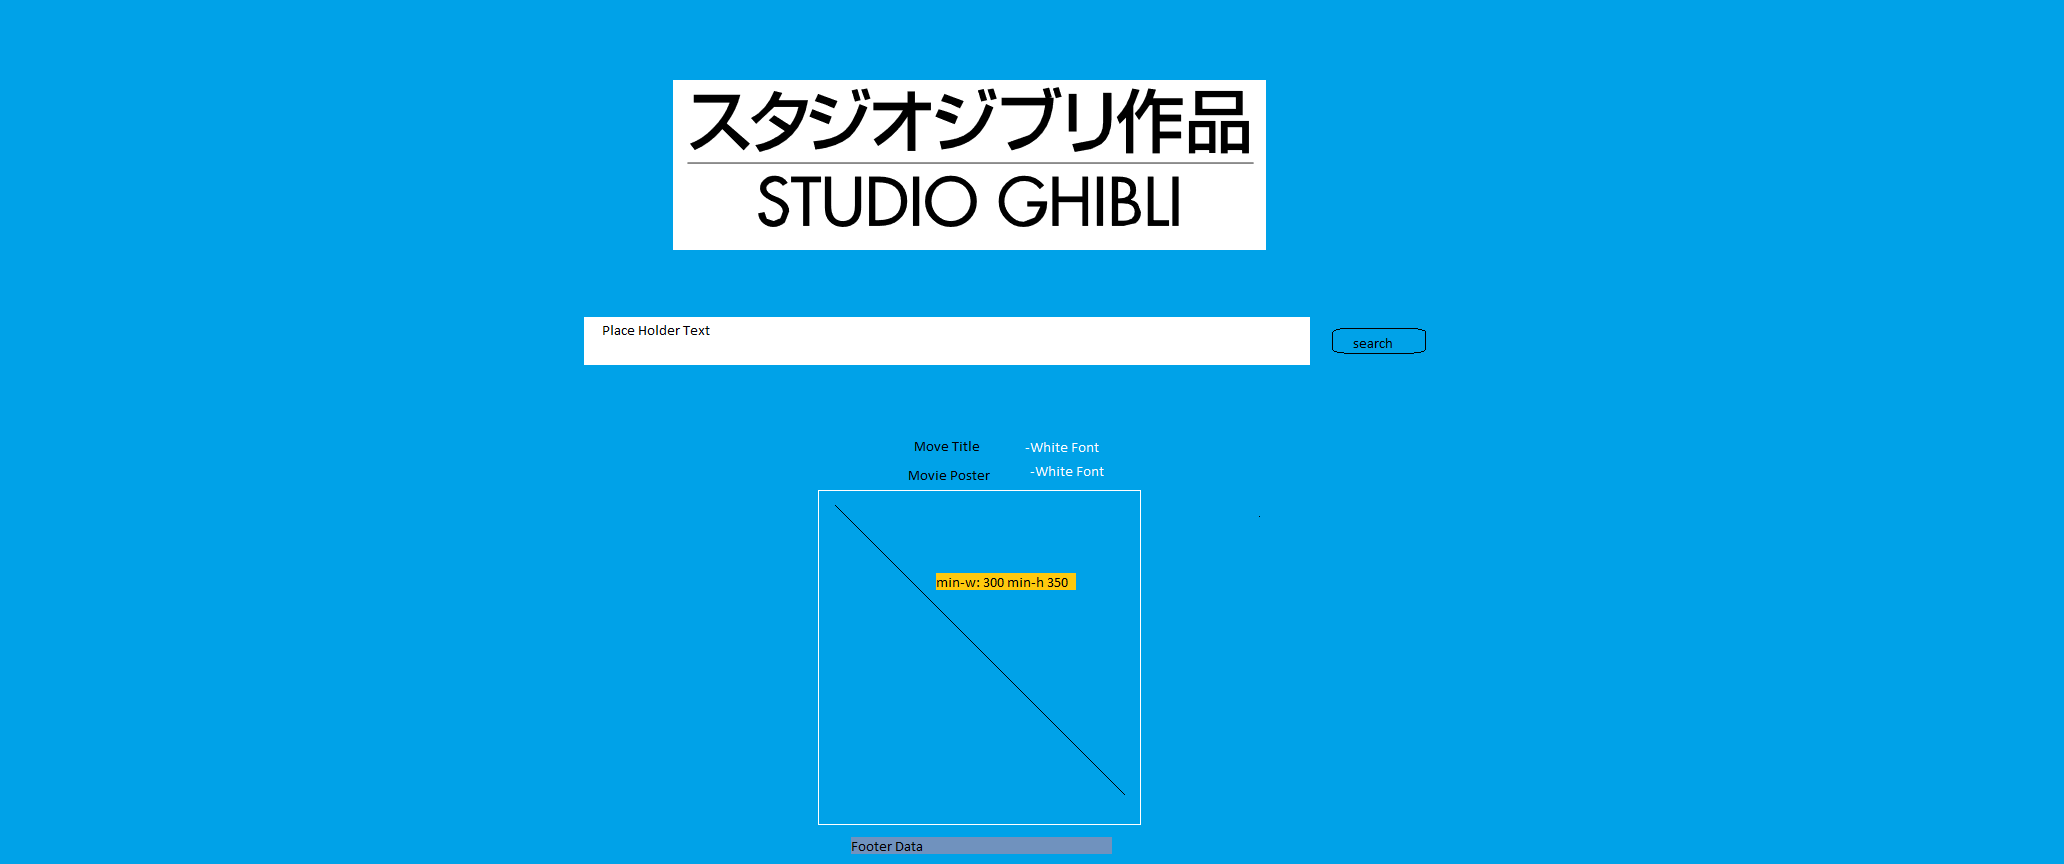 スタジオジブリ作品
STUDIO GHIBLI
Place Holder Text
search
Move Title -White Font
Movie Poster -White Font
min-w: 300 min-h 350
Footer Data